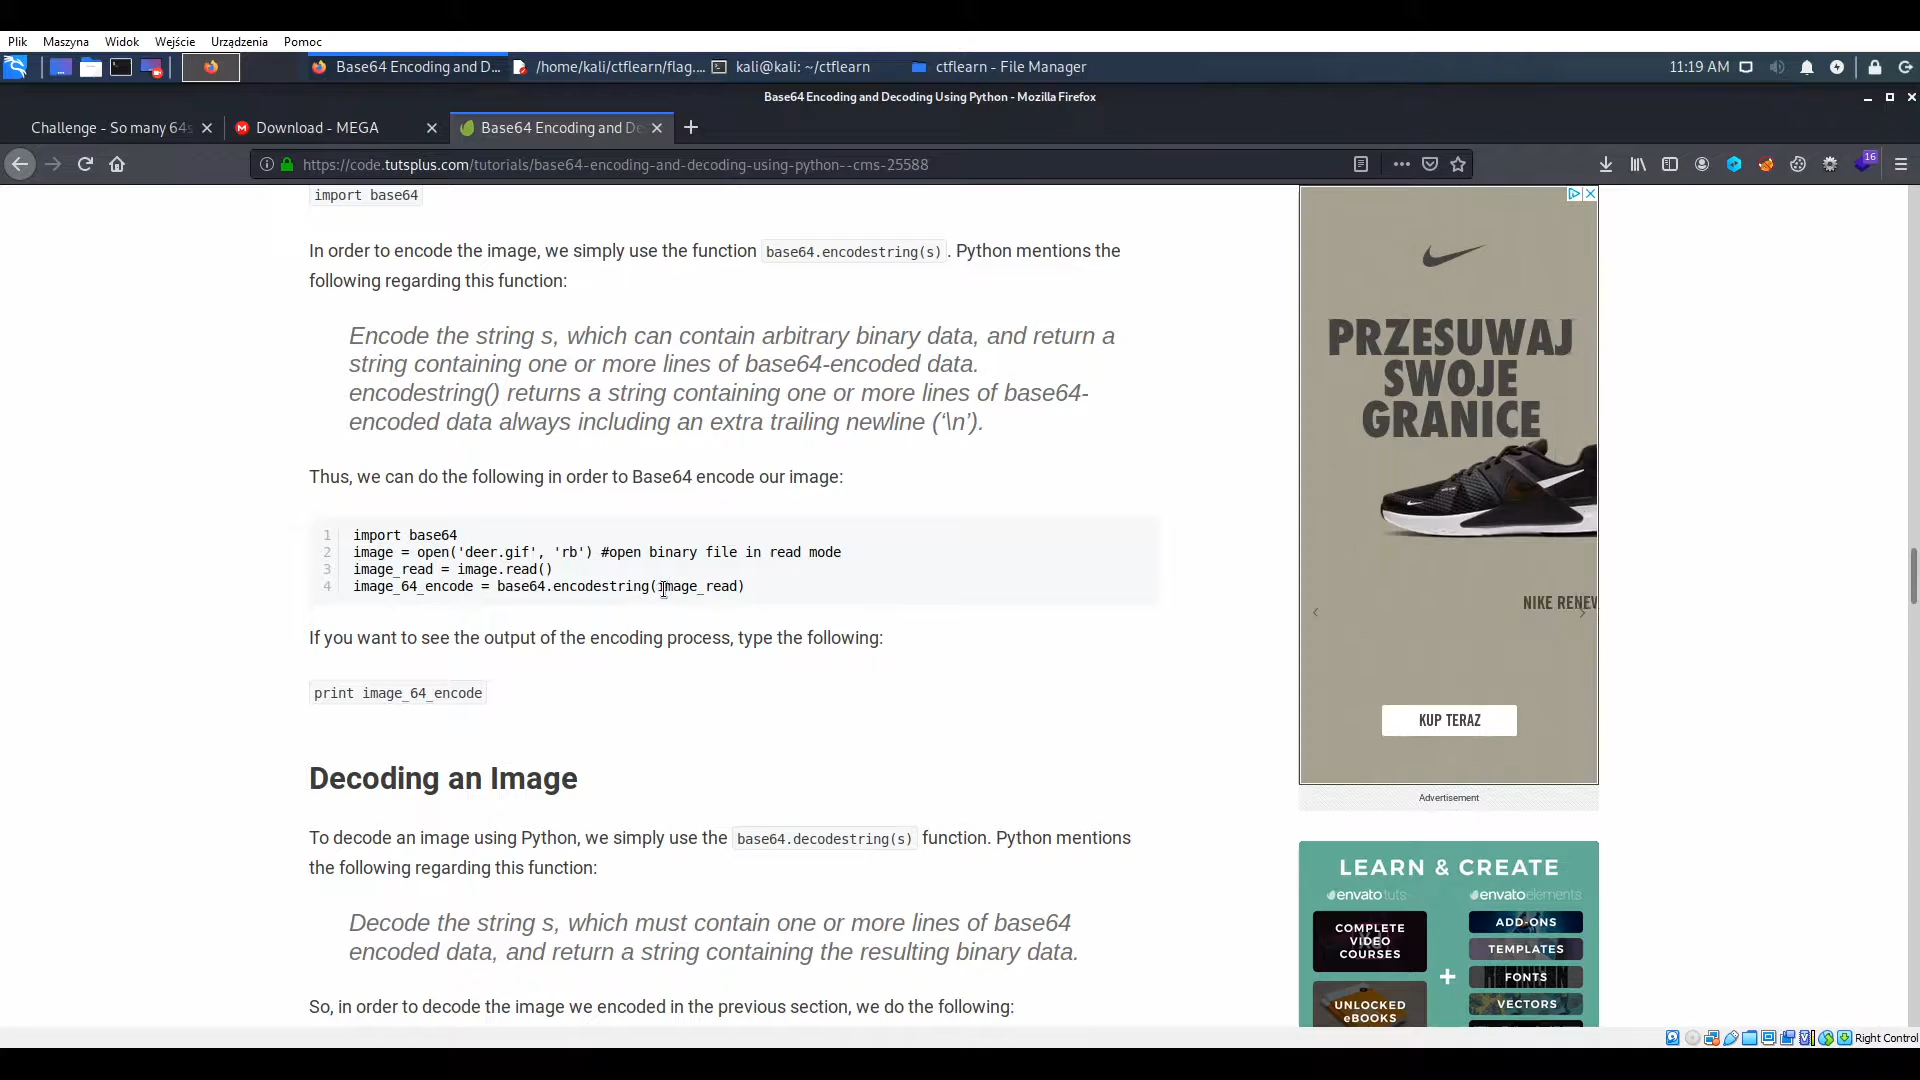 Plik Maszyna Widok Wejście Urządzenia Pomoc
Base64 Encoding and D... /home/kali/ctflearn/flag.... kali@kali: ~/ctflearn ctflearn - File Manager 11:19 AM
Base64 Encoding and Decoding Using Python - Mozilla Firefox
Challenge - So many 64s Download - MEGA Base64 Encoding and De
https://code.tutsplus.com/tutorials/base64-encoding-and-decoding-using-python--cms-25588 16
import base64
In order to encode the image, we simply use the function base64.encodestring(s). Python mentions the
following regarding this function:
Encode the string s, which can contain arbitrary binary data, and return a
string containing one or more lines of base64-encoded data.
encodestring() returns a string containing one or more lines of base64-
encoded data always including an extra trailing newline (‘\n’).
Thus, we can do the following in order to Base64 encode our image:
1 import base64
2 image = open('deer.gif', 'rb') #open binary file in read mode
3 image_read = image.read()
4 image_64_encode = base64.encodestring(image_read)
If you want to see the output of the encoding process, type the following:
print image_64_encode
Decoding an Image
To decode an image using Python, we simply use the base64.decodestring(s) function. Python mentions
the following regarding this function:
Decode the string s, which must contain one or more lines of base64
encoded data, and return a string containing the resulting binary data.
So, in order to decode the image we encoded in the previous section, we do the following:
PRZESUWAJ
SWOJE
GRANICE
NIKE RENEW
KUP TERAZ
Advertisement
LEARN & CREATE
envato tuts+ envato elements
COMPLETE
VIDEO
COURSES
UNLOCKED
eBOOKS
+
ADD-ONS
TEMPLATES
FONTS
VECTORS
Right Control